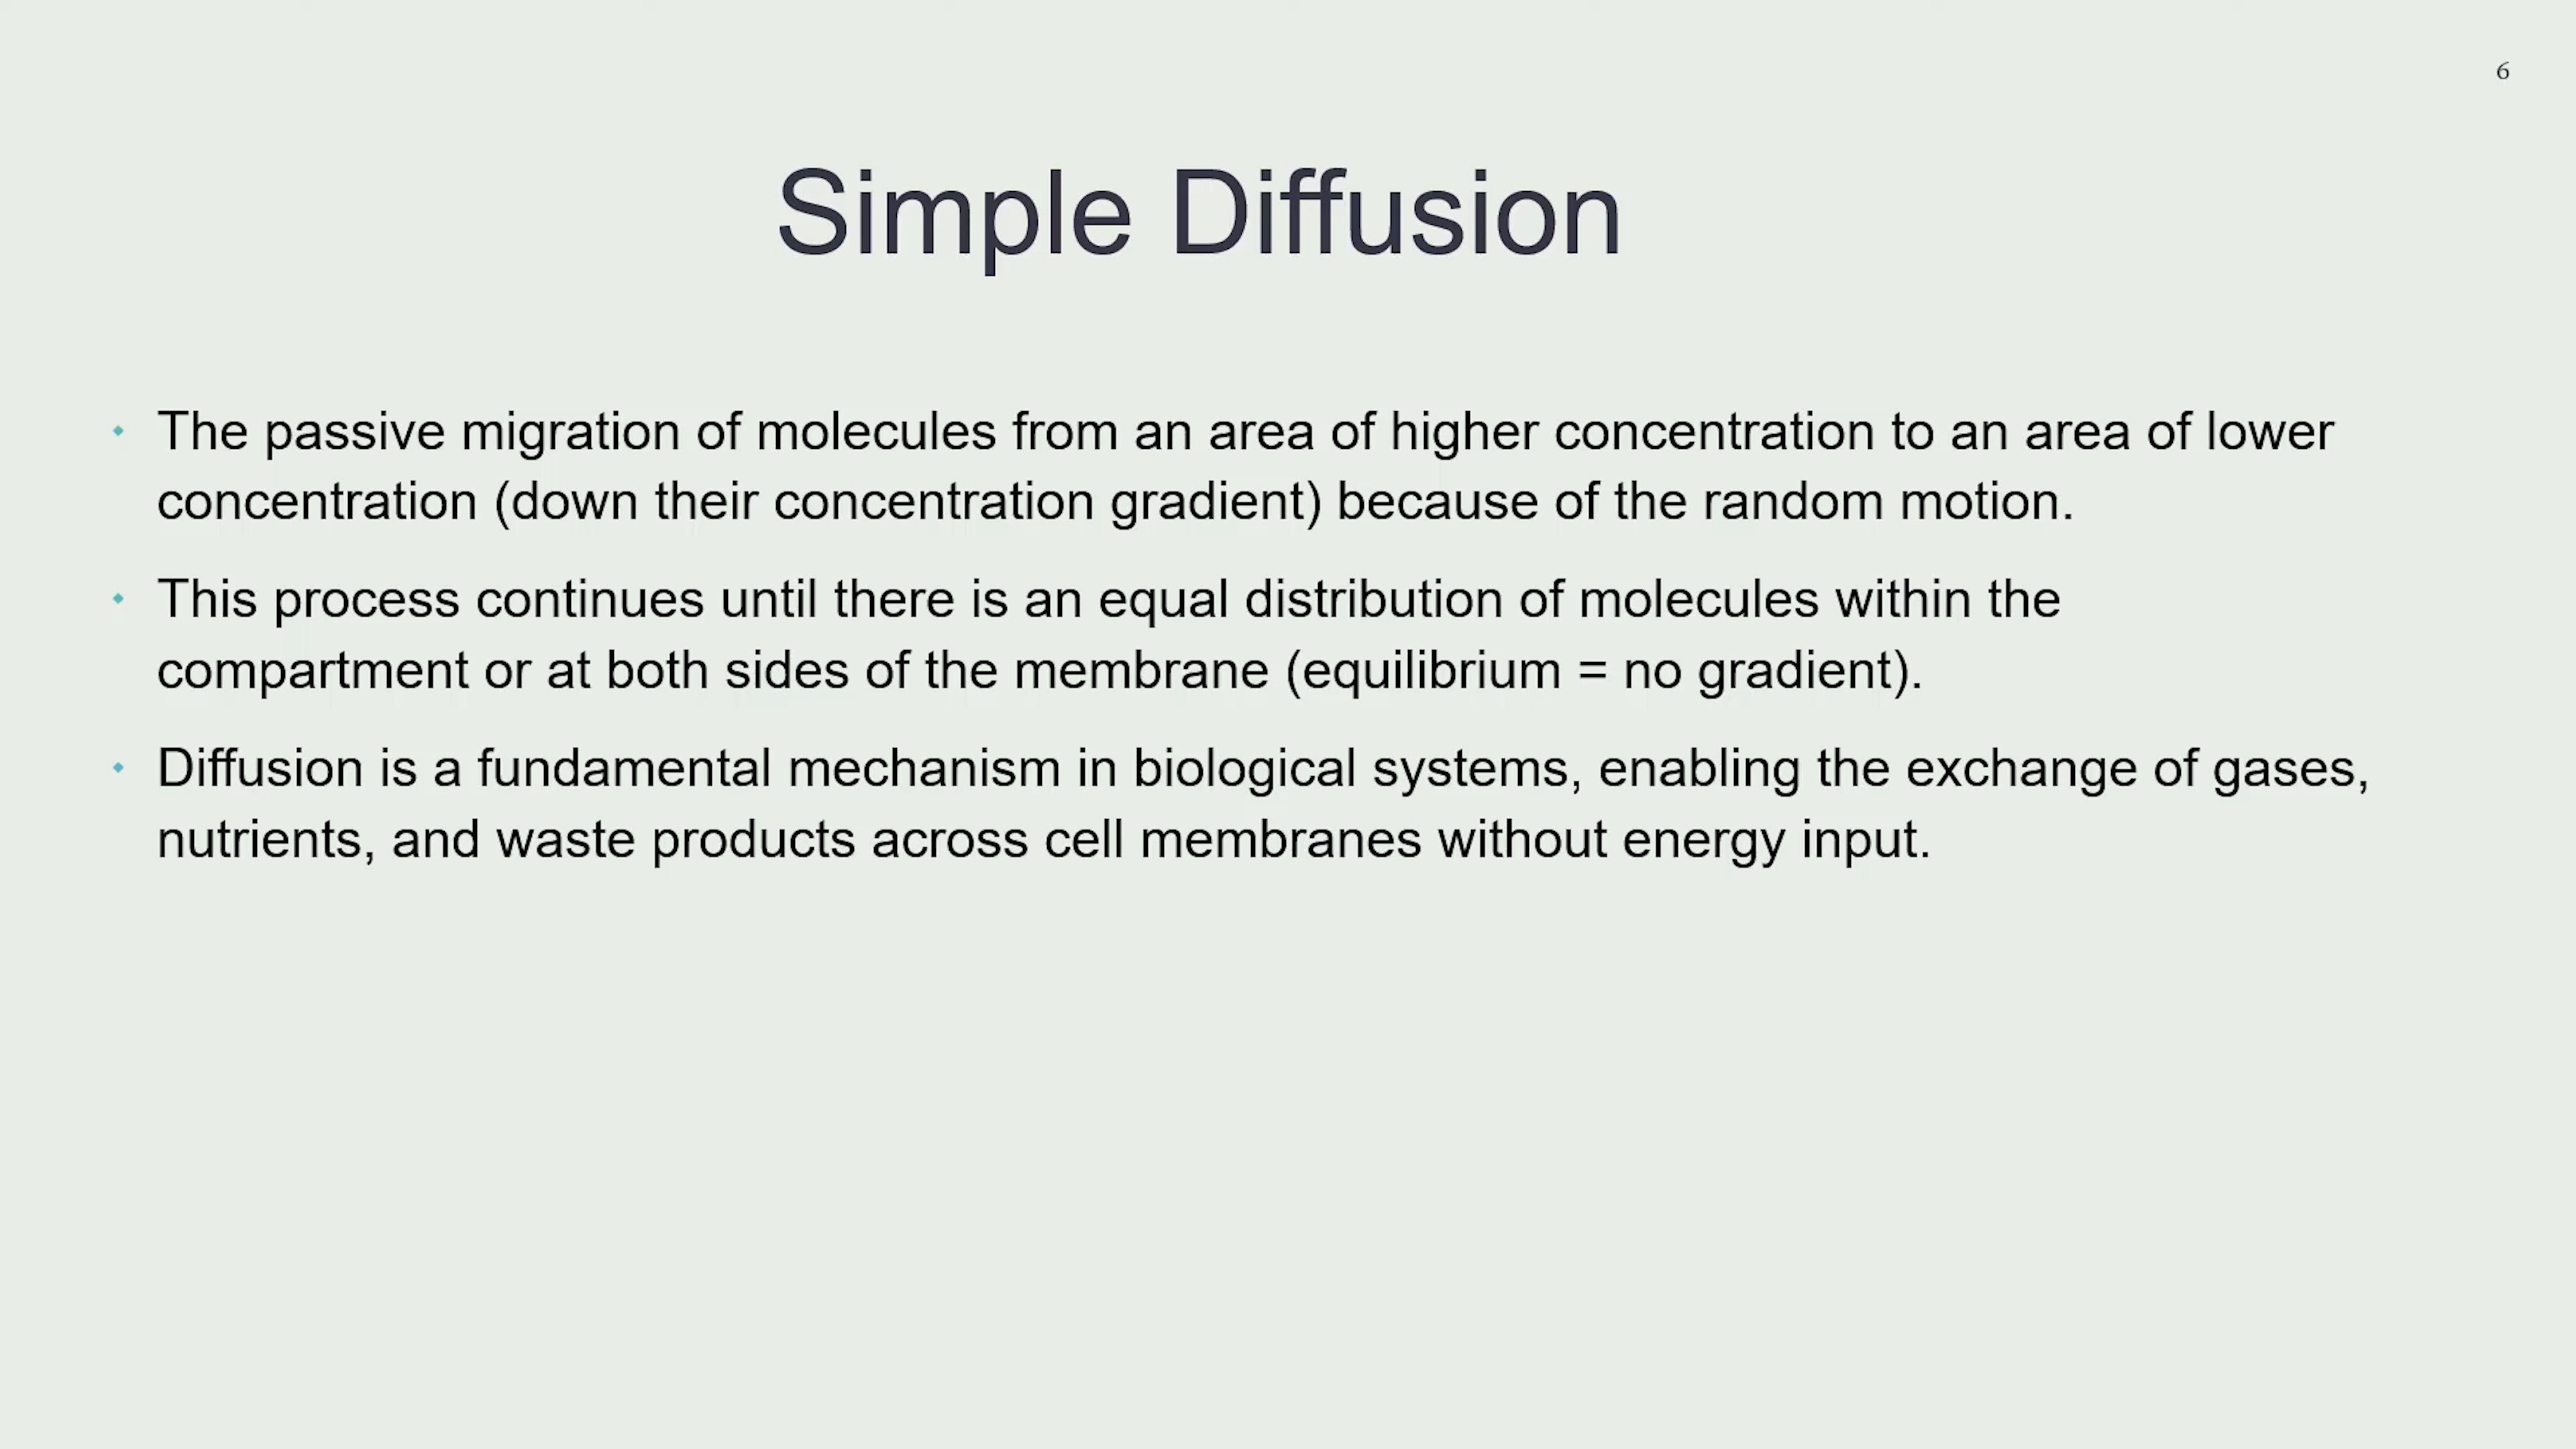 6
Simple Diffusion
The passive migration of molecules from an area of higher concentration to an area of lower
concentration (down their concentration gradient) because of the random motion.
This process continues until there is an equal distribution of molecules within the
compartment or at both sides of the membrane (equilibrium = no gradient).
Diffusion is a fundamental mechanism in biological systems, enabling the exchange of gases,
nutrients, and waste products across cell membranes without energy input.